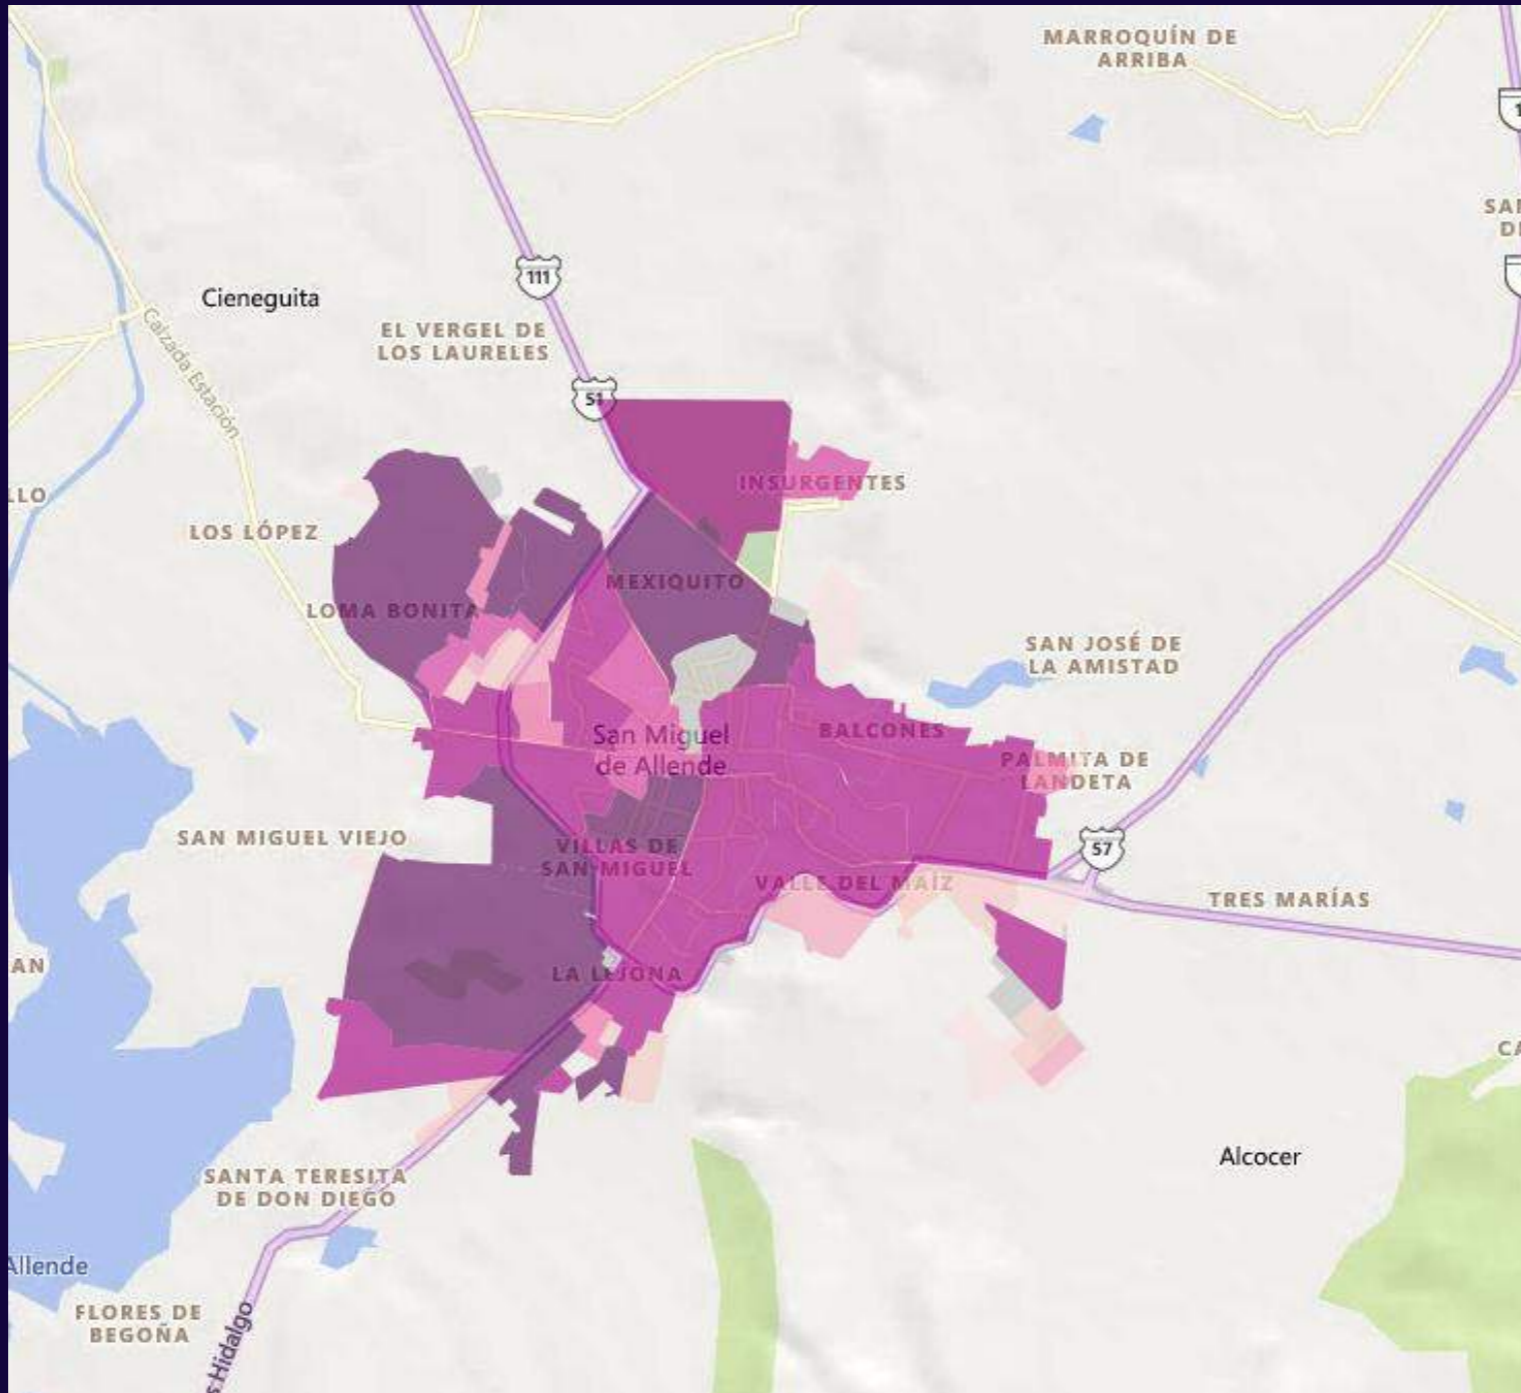 MARROQUÍN DE
ARRIBA
111
Cieneguita
EL VERGEL DE
LOS LAURELES
Calzada Estación
51
INSURGENTES
LOS LÓPEZ
MEXIQUITO
LOMA BONITA
SAN JOSÉ DE
LA AMISTAD
San Miguel
de Allende
BALCONES
PALMITA DE
LANDETA
SAN MIGUEL VIEJO
VILLAS DE
SAN MIGUEL
57
VALLE DEL MAÍZ
TRES MARÍAS
LA LEJONA
Alcocer
SANTA TERESITA
DE DON DIEGO
Allende
FLORES DE
BEGOÑA
s Hidalgo